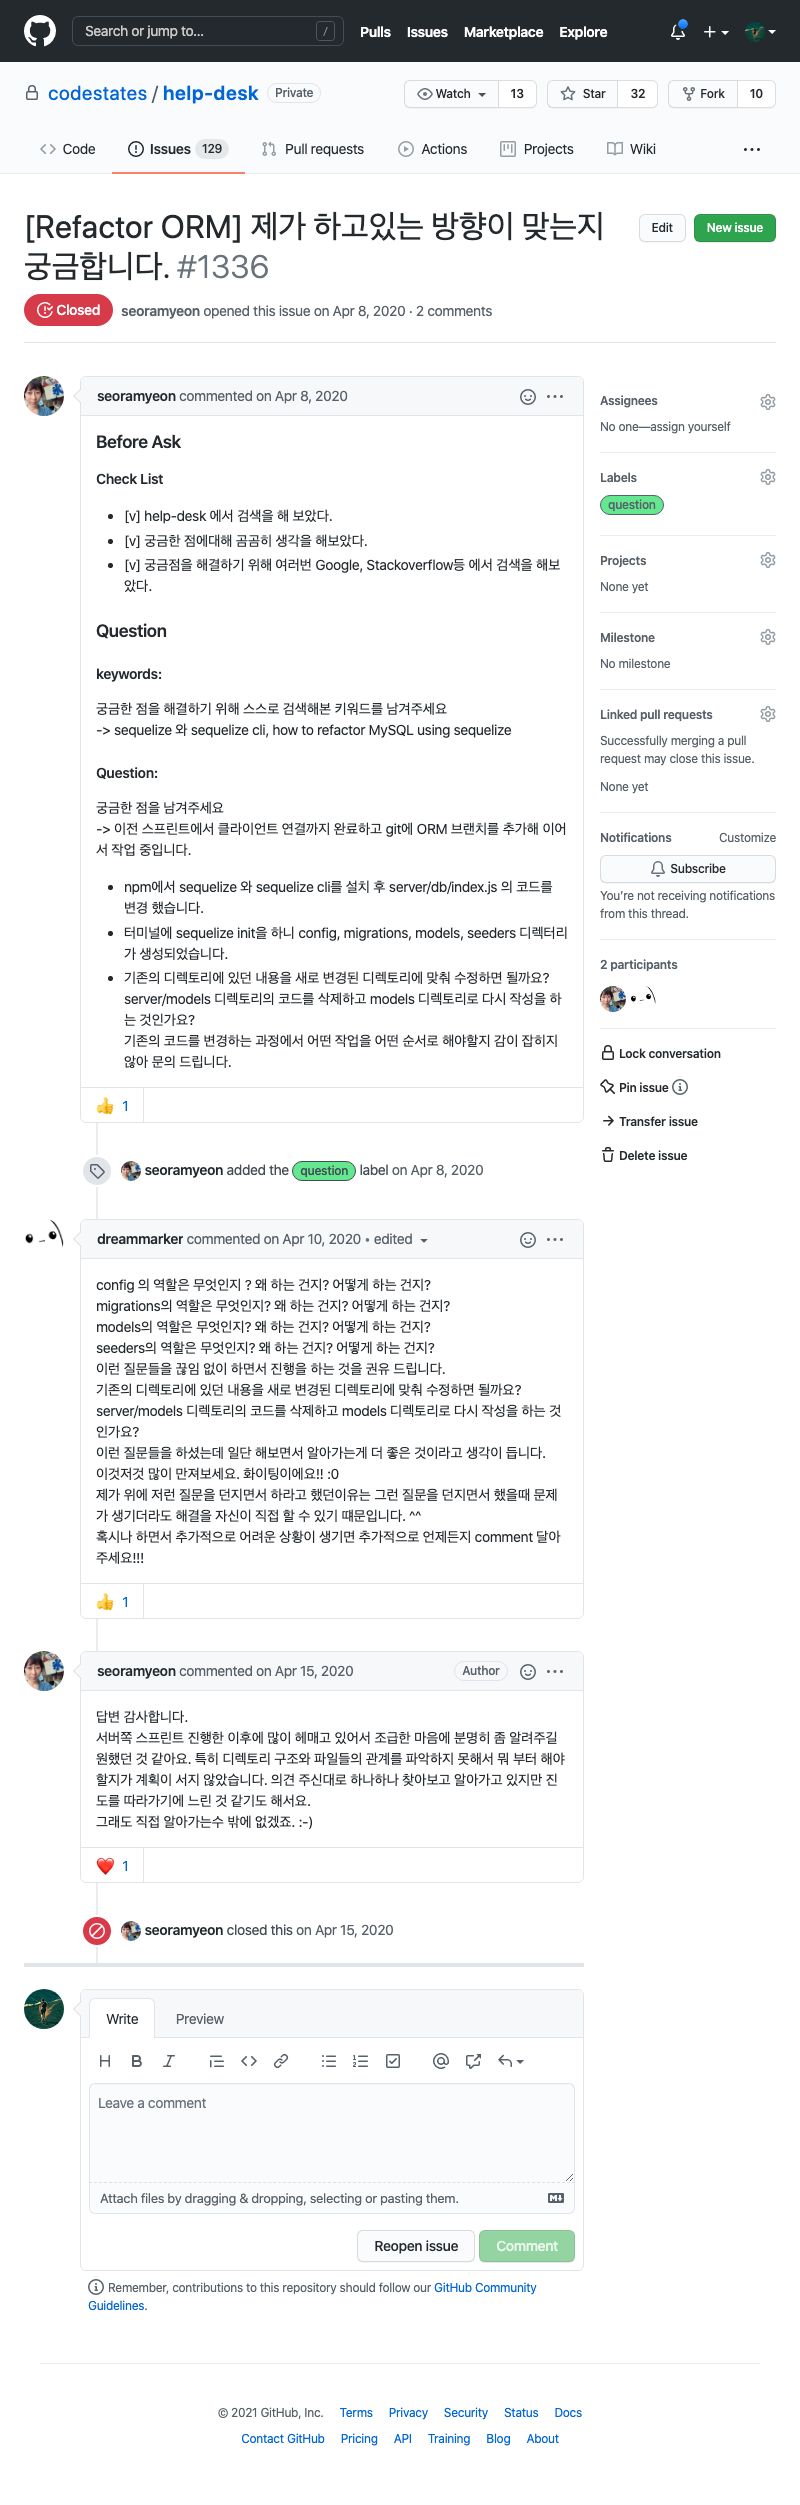 Search or jump to... /
Pulls Issues Marketplace Explore
codestates / help-desk Private
Watch 13 Star 32 Fork 10
Code Issues 129 Pull requests Actions Projects Wiki
[Refactor ORM] 제가 하고있는 방향이 맞는지
궁금합니다. #1336
Edit New issue
Closed seoramyeon opened this issue on Apr 8, 2020 · 2 comments
seoramyeon commented on Apr 8, 2020
Before Ask
Check List
[v] help-desk 에서 검색을 해 보았다.
[v] 궁금한 점에대해 곰곰히 생각을 해보았다.
[v] 궁금점을 해결하기 위해 여러번 Google, Stackoverflow등 에서 검색을 해보
았다.
Question
keywords:
궁금한 점을 해결하기 위해 스스로 검색해본 키워드를 남겨주세요
-> sequelize 와 sequelize cli, how to refactor MySQL using sequelize
Question:
궁금한 점을 남겨주세요
-> 이전 스프린트에서 클라이언트 연결까지 완료하고 git에 ORM 브랜치를 추가해 이어
서 작업 중입니다.
npm에서 sequelize 와 sequelize cli를 설치 후 server/db/index.js 의 코드를
변경 했습니다.
터미널에 sequelize init을 하니 config, migrations, models, seeders 디렉터리
가 생성되었습니다.
기존의 디렉토리에 있던 내용을 새로 변경된 디렉토리에 맞춰 수정하면 될까요?
server/models 디렉토리의 코드를 삭제하고 models 디렉토리로 다시 작성을 하
는 것인가요?
기존의 코드를 변경하는 과정에서 어떤 작업을 어떤 순서로 해야할지 감이 잡히지
않아 문의 드립니다.
👍 1
seoramyeon added the question label on Apr 8, 2020
dreammarker commented on Apr 10, 2020 • edited
config 의 역할은 무엇인지 ? 왜 하는 건지? 어떻게 하는 건지?
migrations의 역할은 무엇인지? 왜 하는 건지? 어떻게 하는 건지?
models의 역할은 무엇인지? 왜 하는 건지? 어떻게 하는 건지?
seeders의 역할은 무엇인지? 왜 하는 건지? 어떻게 하는 건지?
이런 질문들을 끊임 없이 하면서 진행을 하는 것을 권유 드립니다.
기존의 디렉토리에 있던 내용을 새로 변경된 디렉토리에 맞춰 수정하면 될까요?
server/models 디렉토리의 코드를 삭제하고 models 디렉토리로 다시 작성을 하는 것
인가요?
이런 질문들을 하셨는데 일단 해보면서 알아가는게 더 좋은 것이라고 생각이 듭니다.
이것저것 많이 만져보세요. 화이팅이에요!! :0
제가 위에 저런 질문을 던지면서 하라고 했던이유는 그런 질문을 던지면서 했을때 문제
가 생기더라도 해결을 자신이 직접 할 수 있기 떄문입니다. ^^
혹시나 하면서 추가적으로 어려운 상황이 생기면 추가적으로 언제든지 comment 달아
주세요!!!
👍 1
seoramyeon commented on Apr 15, 2020 Author
답변 감사합니다.
서버쪽 스프린트 진행한 이후에 많이 헤매고 있어서 조급한 마음에 분명히 좀 알려주길
원했던 것 같아요. 특히 디렉토리 구조와 파일들의 관계를 파악하지 못해서 뭐 부터 해야
할지가 계획이 서지 않았습니다. 의견 주신대로 하나하나 찾아보고 알아가고 있지만 진
도를 따라가기에 느린 것 같기도 해서요.
그래도 직접 알아가는수 밖에 없겠죠. :-)
❤️ 1
seoramyeon closed this on Apr 15, 2020
Write Preview
Leave a comment
Attach files by dragging & dropping, selecting or pasting them.
Reopen issue Comment
Remember, contributions to this repository should follow our GitHub Community
Guidelines.
Assignees
No one—assign yourself
Labels
question
Projects
None yet
Milestone
No milestone
Linked pull requests
Successfully merging a pull
request may close this issue.
None yet
Notifications Customize
Subscribe
You're not receiving notifications
from this thread.
2 participants
Lock conversation
Pin issue
Transfer issue
Delete issue
© 2021 GitHub, Inc. Terms Privacy Security Status Docs
Contact GitHub Pricing API Training Blog About